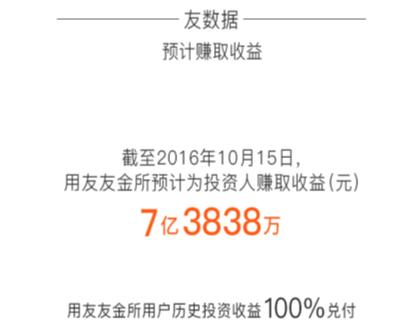 友数据
预计赚取收益
截至2016年10月15日,
用友友金所预计为投资人赚取收益(元)
7亿3838万
用友友金所用户历史投资收益100%兑付